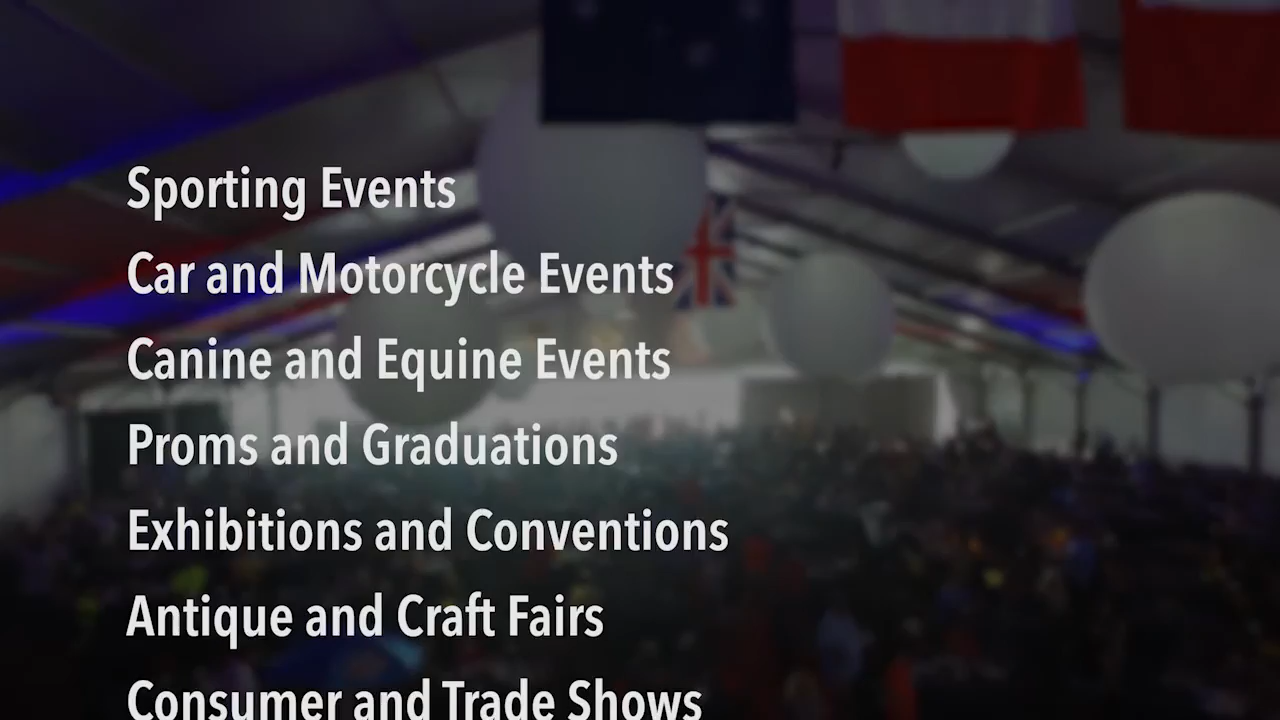 Sporting Events
Car and Motorcycle Events
Canine and Equine Events
Proms and Graduations
Exhibitions and Conventions
Antique and Craft Fairs
Consumer and Trade Shows